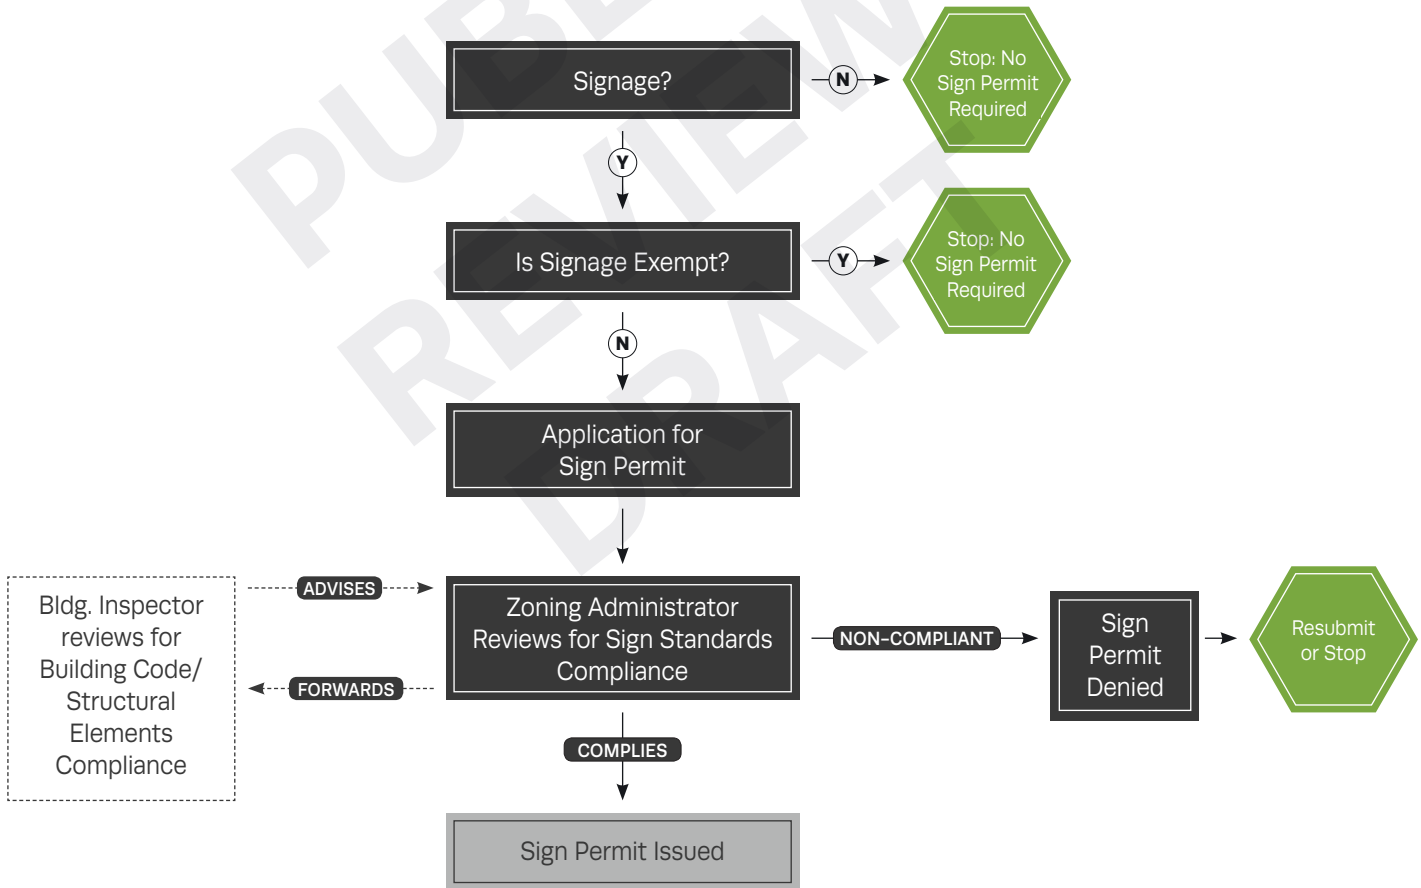 Signage?
N
Stop: No
Sign Permit
Required
Y
Is Signage Exempt?
Y
Stop: No
Sign Permit
Required
N
Application for
Sign Permit
Bldg. Inspector
reviews for
Building Code/
Structural
Elements
Compliance
ADVISES
FORWARDS
Zoning Administrator
Reviews for Sign Standards
Compliance
NON-COMPLIANT
Sign
Permit
Denied
Resubmit
or Stop
COMPLIES
Sign Permit Issued
REVIEW
DRAFT